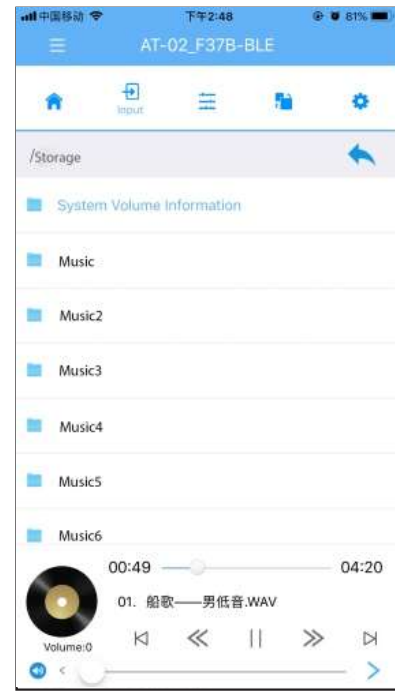 中国移动 下午2:48 81%
AT-02_F37B-BLE
Input
/Storage
System Volume Information
Music
Music2
Music3
Music4
Music5
Music6
00:49 04:20
01. 船歌——男低音.WAV
Volume:0